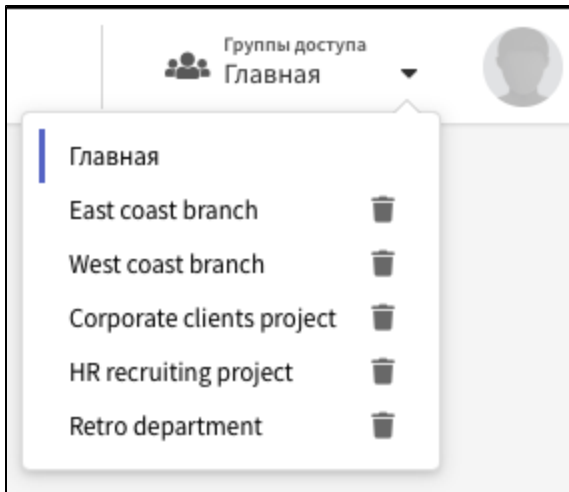 Группы доступа
Главная
Главная
East coast branch
West coast branch
Corporate clients project
HR recruiting project
Retro department